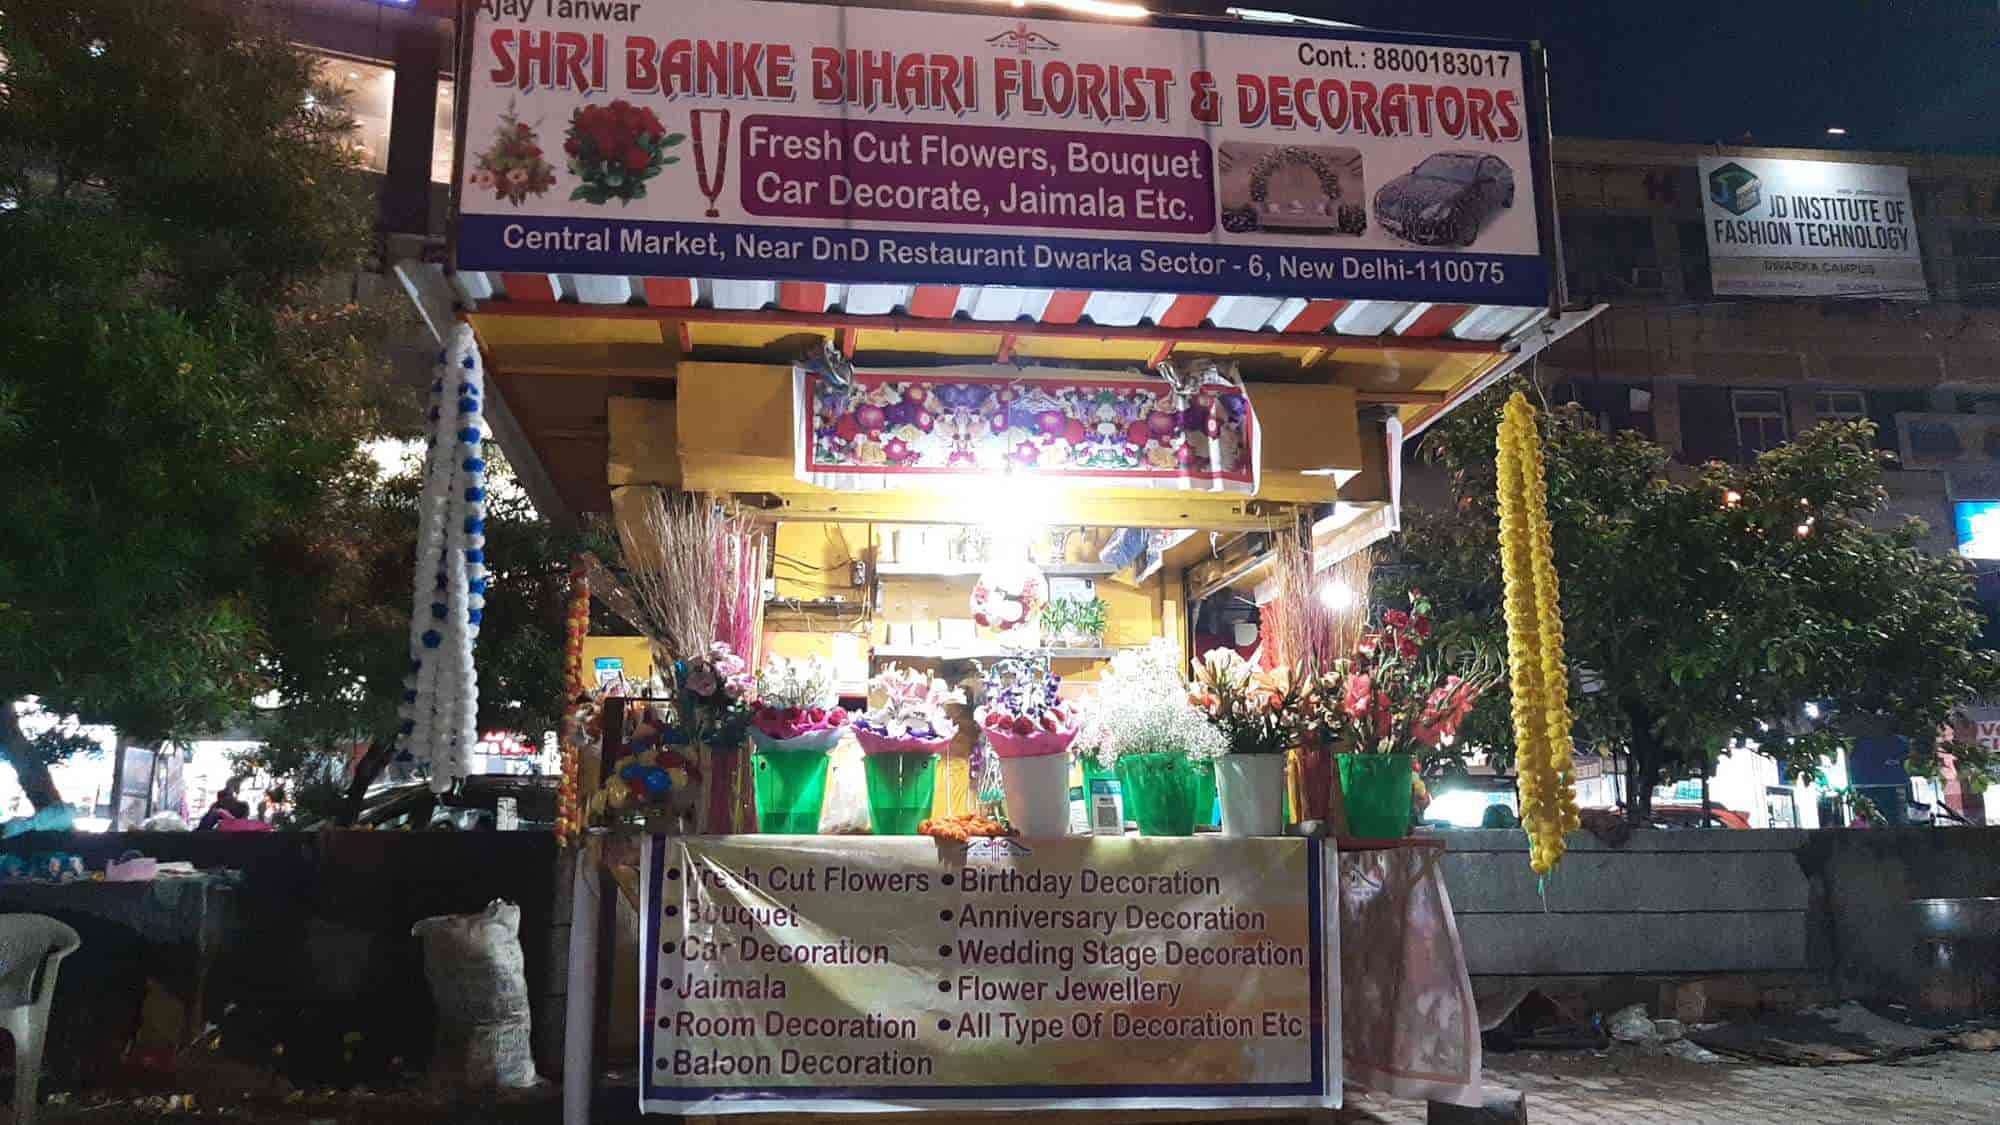 Ajay Tanwar
Cont.: 8800183017
SHRI BANKE BIHARI FLORIST & DECORATORS
Fresh Cut Flowers, Bouquet
Car Decorate, Jaimala Etc.
Central Market, Near DnD Restaurant Dwarka Sector - 6, New Delhi-110075
JD INSTITUTE OF
FASHION TECHNOLOGY
DWARKA CAMPUS
• Fresh Cut Flowers
• Bouquet
• Car Decoration
• Jaimala
• Room Decoration
• Baloon Decoration
• Birthday Decoration
• Anniversary Decoration
• Wedding Stage Decoration
• Flower Jewellery
• All Type Of Decoration Etc